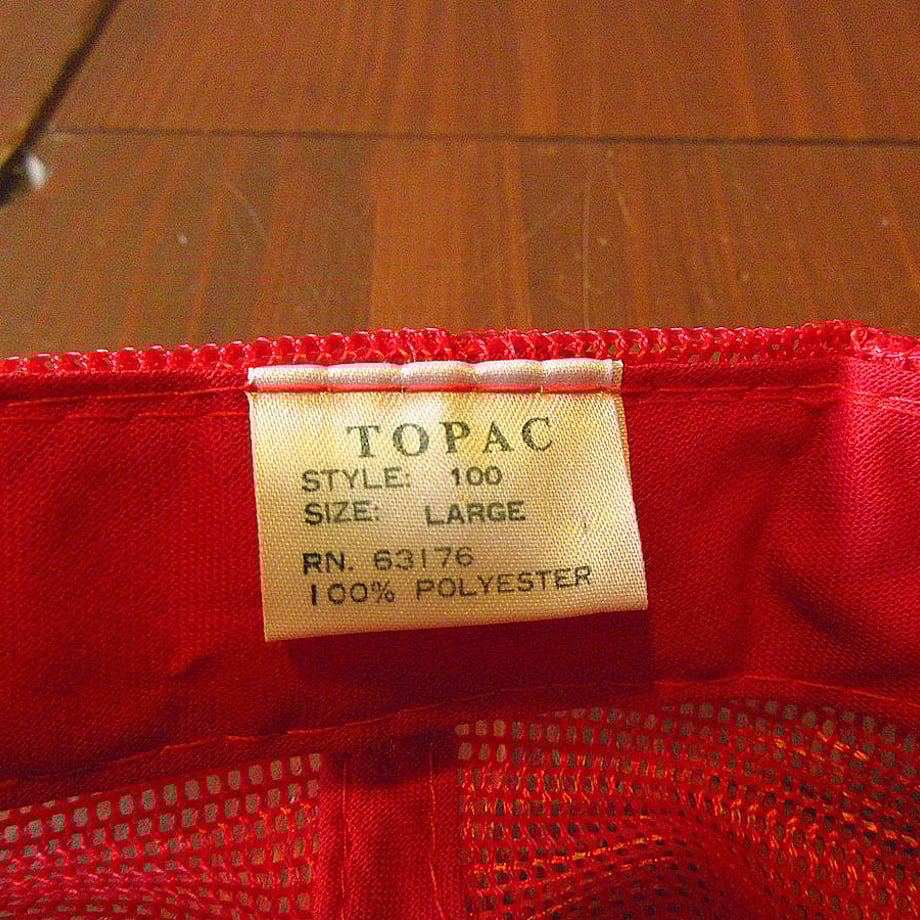 TOPAC
STYLE: 100
SIZE: LARGE
RN. 63176
100% POLYESTER